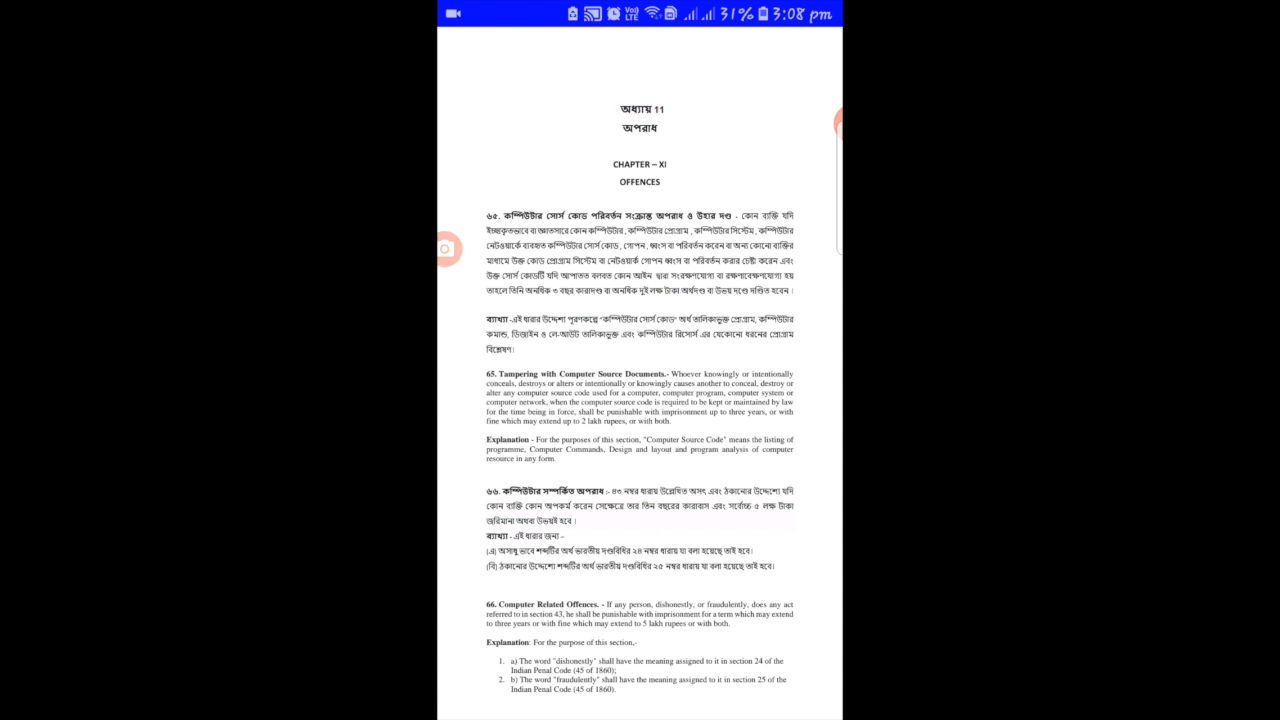 Vo) LTE 31% 3:08 pm
অধ্যায় 11
অপরাধ
CHAPTER – XI
OFFENCES
৬৫. কম্পিউটার সোর্স কোড পরিবর্তন সংক্রান্ত অপরাধ ও উহার দণ্ড - কোন ব্যক্তি যদি
ইচ্ছাকৃতভাবে বা জ্ঞাতসারে কোন কম্পিউটার , কম্পিউটার প্রোগ্রাম , কম্পিউটার সিস্টেম , কম্পিউটার
নেটওয়ার্কে ব্যবহৃত কম্পিউটার সোর্স কোড , গোপন , ধ্বংস বা পরিবর্তন করেন বা অন্য কোনো ব্যক্তির
মাধ্যমে উক্ত কোড প্রোগ্রাম সিস্টেম বা নেটওয়ার্ক গোপন ধ্বংস বা পরিবর্তন করার চেষ্টা করেন এবং
উক্ত সোর্স কোডটি যদি আপাতত বলবত কোন আইন দ্বারা সংরক্ষণযোগ্য বা রক্ষণাবেক্ষণযোগ্য হয়
তাহলে তিনি অনধিক ৩ বছর কারাদণ্ড বা অনধিক দুই লক্ষ টাকা অর্থদণ্ড বা উভয় দণ্ডে দণ্ডিত হবেন ।
ব্যাখ্যা -এই ধারার উদ্দেশ্য পূরণকল্পে "কম্পিউটার সোর্স কোড" অর্থ তালিকাভুক্ত প্রোগ্রাম, কম্পিউটার
কমান্ড, ডিজাইন ও লে-আউট তালিকাভুক্ত এবং কম্পিউটার রিসোর্স এর যেকোনো ধরনের প্রোগ্রাম
বিশ্লেষণ।
65. Tampering with Computer Source Documents.- Whoever knowingly or intentionally
conceals, destroys or alters or intentionally or knowingly causes another to conceal, destroy or
alter any computer source code used for a computer, computer program, computer system or
computer network, when the computer source code is required to be kept or maintained by law
for the time being in force, shall be punishable with imprisonment up to three years, or with
fine which may extend up to 2 lakh rupees, or with both.
Explanation - For the purposes of this section, "Computer Source Code" means the listing of
programme, Computer Commands, Design and layout and program analysis of computer
resource in any form.
৬৬. কম্পিউটার সম্পর্কিত অপরাধ :- ৪৩ নম্বর ধারায় উল্লেখিত অসৎ এবং ঠকানোর উদ্দেশ্যে যদি
কোন ব্যক্তি কোন অপকর্ম করেন সেক্ষেত্রে তার তিন বছরের কারাবাস এবং সর্বোচ্চ ৫ লক্ষ টাকা
জরিমানা অথবা উভয়ই হবে ।
ব্যাখ্যা - এই ধারার জন্য –
(এ) অসাধু ভাবে শব্দটির অর্থ ভারতীয় দণ্ডবিধির ২৪ নম্বর ধারায় যা বলা হয়েছে তাই হবে।
(বি) ঠকানোর উদ্দেশ্যে শব্দটির অর্থ ভারতীয় দণ্ডবিধির ২৫ নম্বর ধারায় যা বলা হয়েছে তাই হবে।
66. Computer Related Offences. - If any person, dishonestly, or fraudulently, does any act
referred to in section 43, he shall be punishable with imprisonment for a term which may extend
to three years or with fine which may extend to 5 lakh rupees or with both.
Explanation: For the purpose of this section,-
1. a) The word "dishonestly" shall have the meaning assigned to it in section 24 of the
Indian Penal Code (45 of 1860);
2. b) The word "fraudulently" shall have the meaning assigned to it in section 25 of the
Indian Penal Code (45 of 1860).